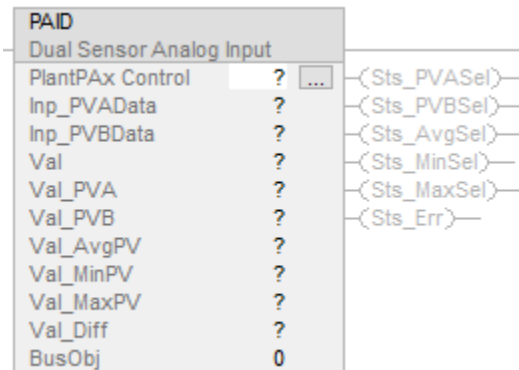 PAID
Dual Sensor Analog Input
PlantPAx Control ? ... (Sts_PVASel)
Inp_PVAData ? (Sts_PVBSel)
Inp_PVBData ? (Sts_AvgSel)
Val ? (Sts_MinSel)
Val_PVA ? (Sts_MaxSel)
Val_PVB ? (Sts_Err)
Val_AvgPV ?
Val_MinPV ?
Val_MaxPV ?
Val_Diff ?
BusObj 0